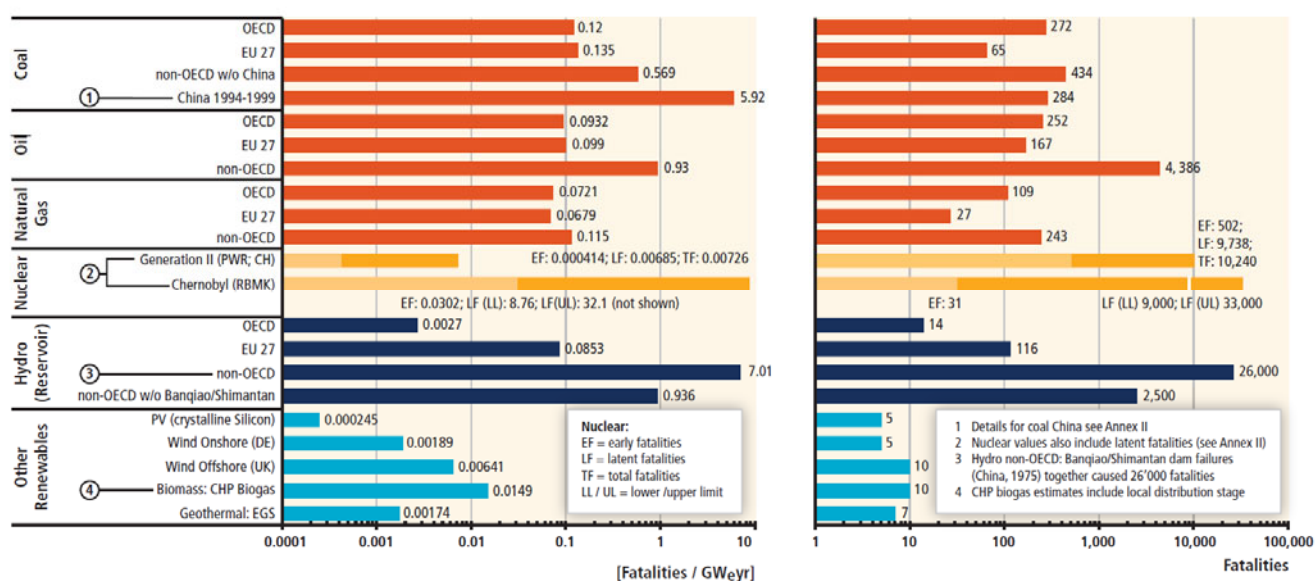 Coal
OECD 0.12 272
EU 27 0.135 65
non-OECD w/o China 0.569 434
1 China 1994-1999 5.92 284
Oil
OECD 0.0932 252
EU 27 0.099 167
non-OECD 0.93 4, 386
Natural
Gas
OECD 0.0721 109
EU 27 0.0679 27
non-OECD 0.115 243
Nuclear
2
Generation II (PWR; CH) EF: 0.000414; LF: 0.00685; TF: 0.00726
EF: 502;
LF: 9,738;
TF: 10,240
Chernobyl (RBMK)
EF: 0.0302; LF (LL): 8.76; LF(UL): 32.1 (not shown)
EF: 31 LF (LL) 9,000; LF (UL) 33,000
Hydro
(Reservoir)
OECD 0.0027 14
EU 27 0.0853 116
3 non-OECD 7.01 26,000
non-OECD w/o Banqiao/Shimantan 0.936 2,500
Other
Renewables
PV (crystalline Silicon) 0.000245 5
Wind Onshore (DE) 0.00189 5
Wind Offshore (UK) 0.00641 10
4 Biomass: CHP Biogas 0.0149 10
Geothermal: EGS 0.00174 7
Nuclear:
EF = early fatalities
LF = latent fatalities
TF = total fatalities
LL / UL = lower /upper limit
1 Details for coal China see Annex II
2 Nuclear values also include latent fatalities (see Annex II)
3 Hydro non-OECD: Banqiao/Shimantan dam failures
(China, 1975) together caused 26'000 fatalities
4 CHP biogas estimates include local distribution stage
0.0001 0.001 0.01 0.1 1 10
[Fatalities / GWeyr]
1 10 100 1,000 10,000 100,000
Fatalities